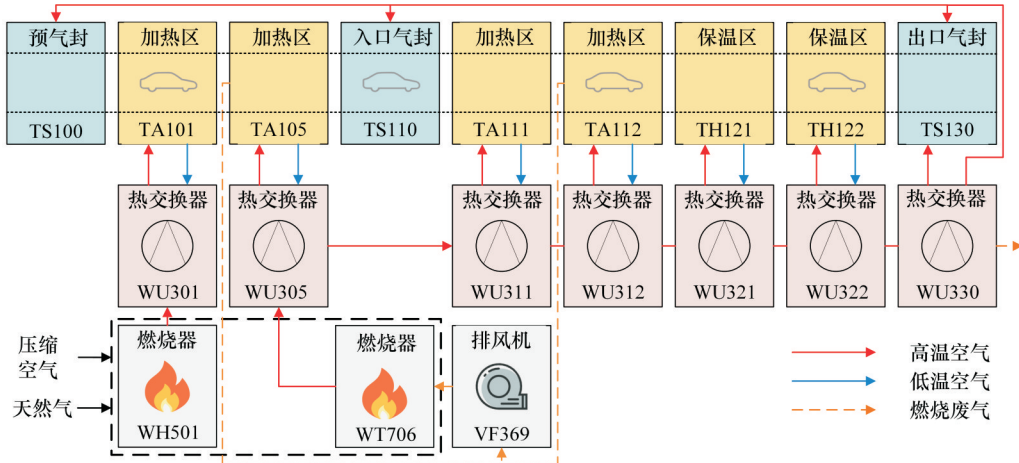 预气封
加热区
加热区
入口气封
加热区
加热区
保温区
保温区
出口气封
TS100
TA101
TA105
TS110
TA111
TA112
TH121
TH122
TS130
热交换器
热交换器
热交换器
热交换器
热交换器
热交换器
热交换器
WU301
WU305
WU311
WU312
WU321
WU322
WU330
压缩
空气
天然气
燃烧器
WH501
燃烧器
WT706
排风机
VF369
高温空气
低温空气
燃烧废气